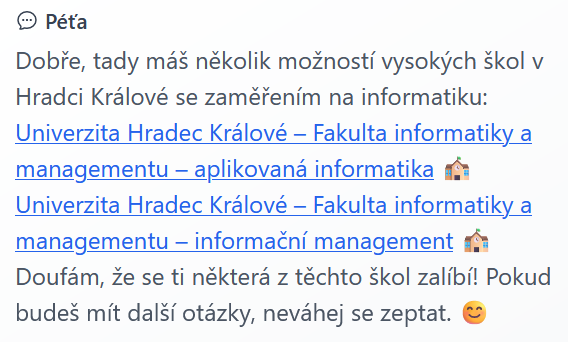 Péťa
Dobře, tady máš několik možností vysokých škol v
Hradci Králové se zaměřením na informatiku:
Univerzita Hradec Králové – Fakulta informatiky a
managementu – aplikovaná informatika 🏫
Univerzita Hradec Králové – Fakulta informatiky a
managementu – informační management 🏫
Doufám, že se ti některá z těchto škol zalíbí! Pokud
budeš mít další otázky, neváhej se zeptat. 😊